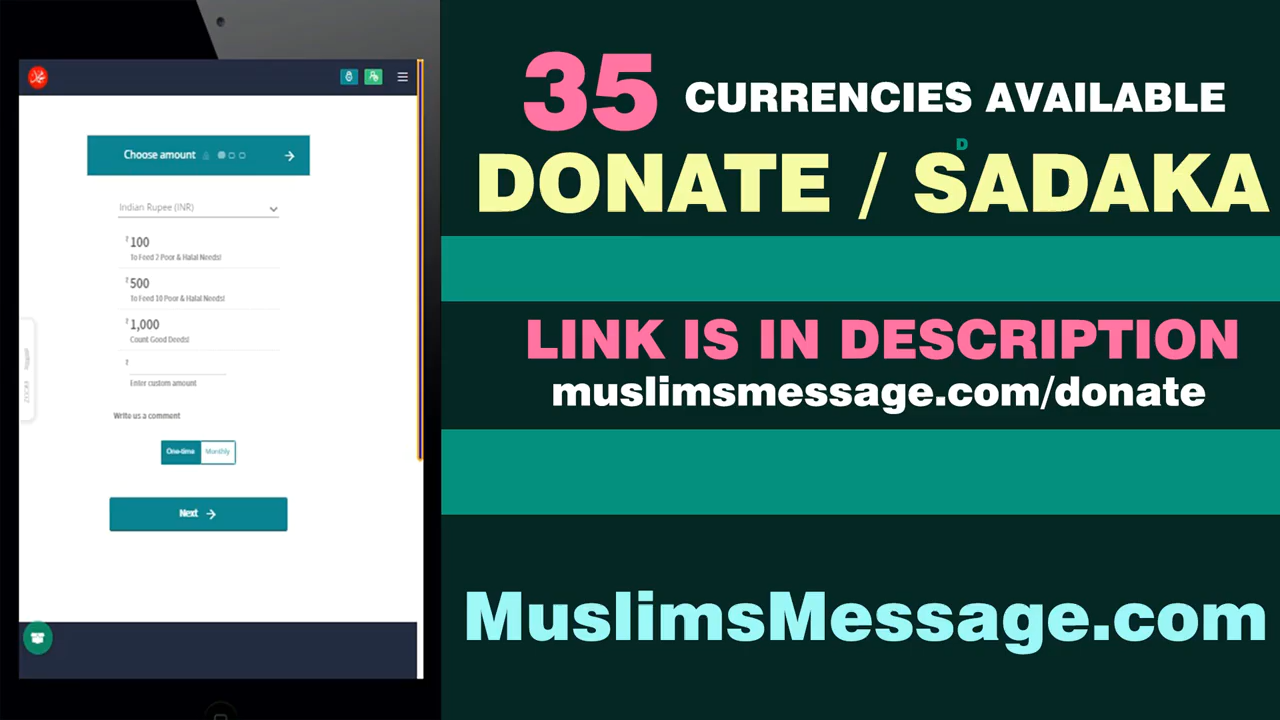 Choose amount
Indian Rupee (INR)
₹100
To Feed 2 Poor & Halal Needs!
₹500
To Feed 10 Poor & Halal Needs!
₹1,000
Count Good Deeds!
₹
Enter custom amount
Write us a comment
One-time Monthly
Next
ZOOM
35 CURRENCIES AVAILABLE
D
DONATE / SADAKA
LINK IS IN DESCRIPTION
muslimsmessage.com/donate
MuslimsMessage.com